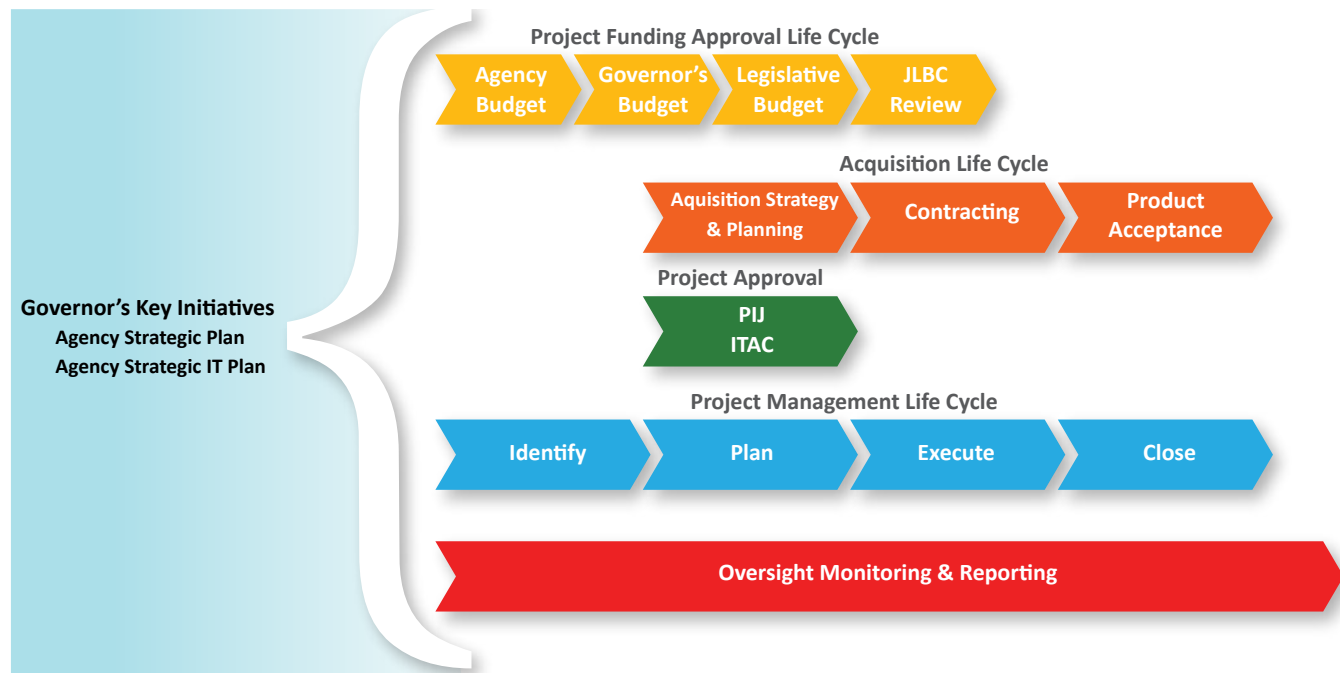 Project Funding Approval Life Cycle
Agency
Budget
Governor’s
Budget
Legislative
Budget
JLBC
Review
Acquisition Life Cycle
Aquisition Strategy
& Planning
Contracting
Product
Acceptance
Project Approval
PIJ
ITAC
Governor’s Key Initiatives
Agency Strategic Plan
Agency Strategic IT Plan
Project Management Life Cycle
Identify
Plan
Execute
Close
Oversight Monitoring & Reporting